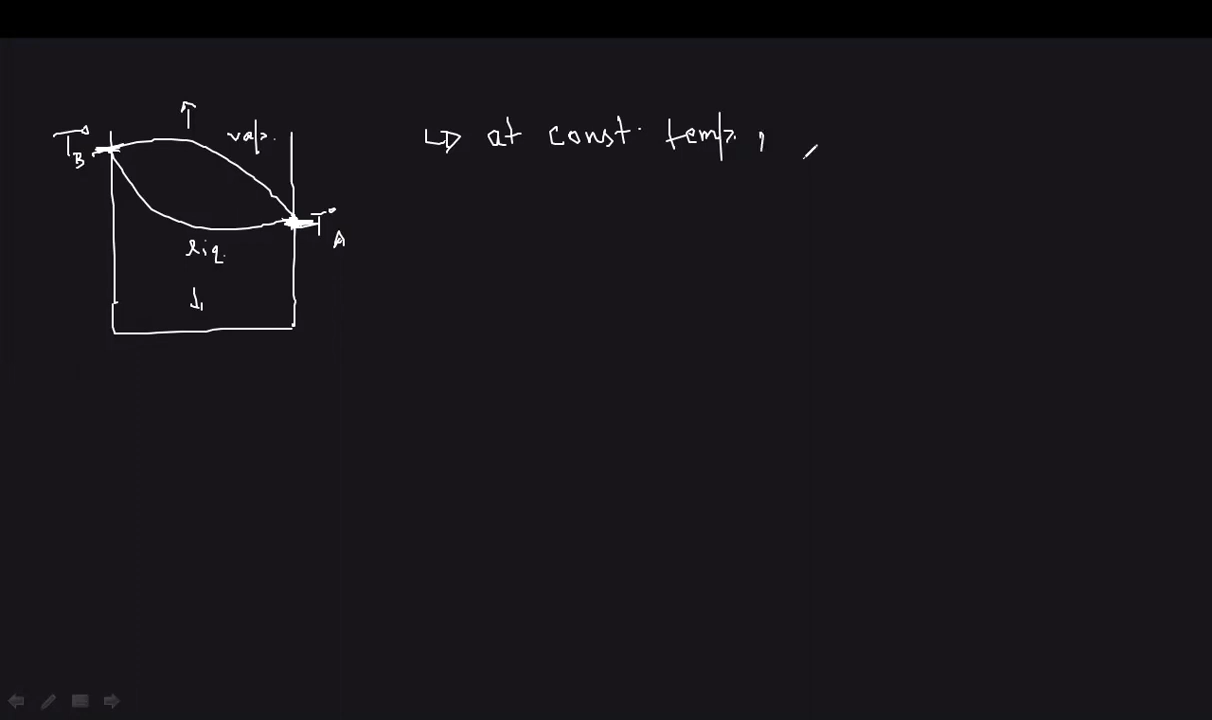 vap.
T°B
↳ at const. temp. ,
T°A
liq.